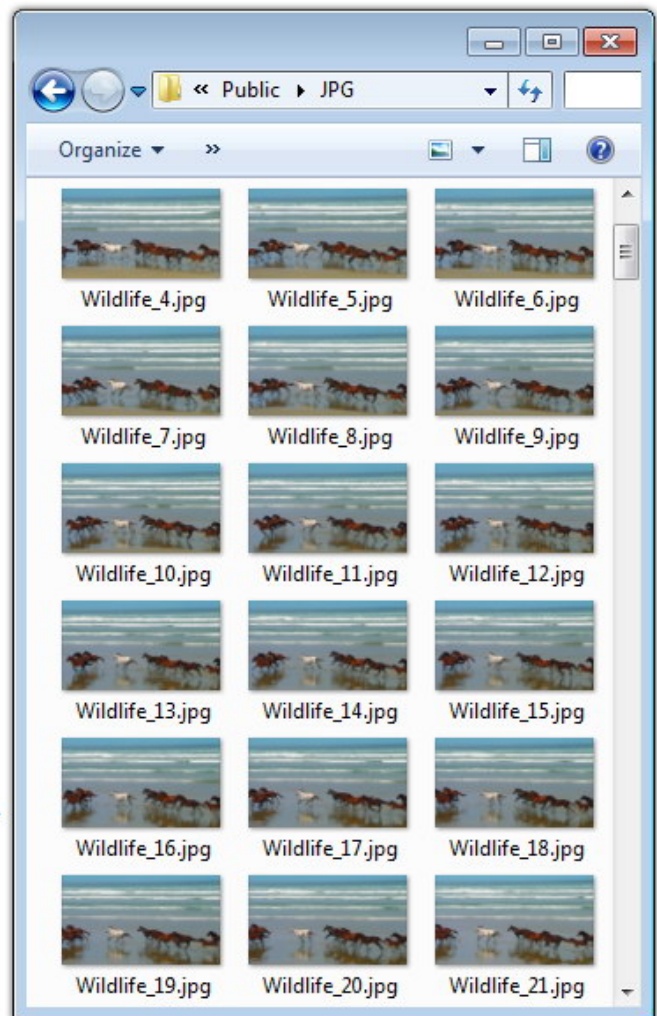 « Public ▸ JPG
Organize »
Wildlife_4.jpg Wildlife_5.jpg Wildlife_6.jpg
Wildlife_7.jpg Wildlife_8.jpg Wildlife_9.jpg
Wildlife_10.jpg Wildlife_11.jpg Wildlife_12.jpg
Wildlife_13.jpg Wildlife_14.jpg Wildlife_15.jpg
Wildlife_16.jpg Wildlife_17.jpg Wildlife_18.jpg
Wildlife_19.jpg Wildlife_20.jpg Wildlife_21.jpg